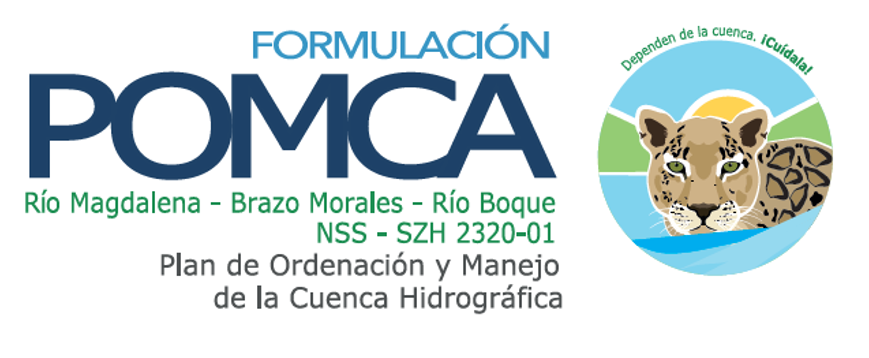 FORMULACIÓN
POMCA
Río Magdalena - Brazo Morales - Río Boque
NSS - SZH 2320-01
Plan de Ordenación y Manejo
de la Cuenca Hidrográfica
Dependen de la cuenca. ¡Cuídala!